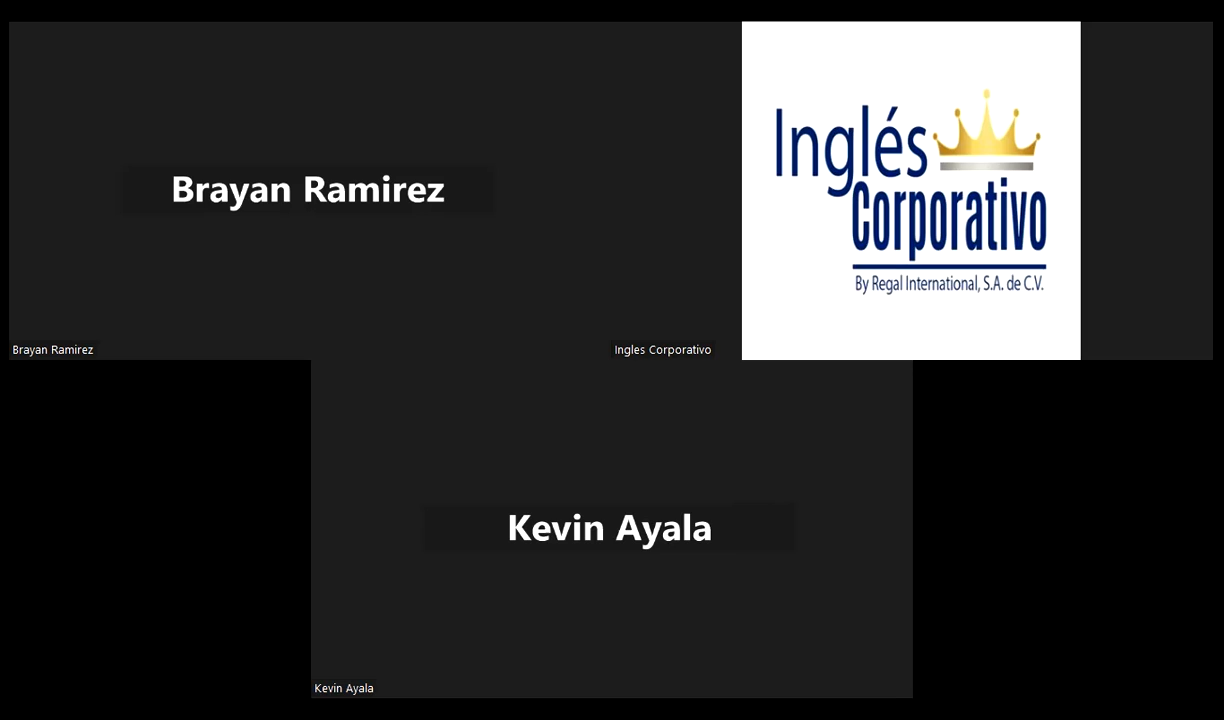 Brayan Ramirez
Brayan Ramirez
Inglés
Corporativo
By Regal International, S.A. de C.V.
Ingles Corporativo
Kevin Ayala
Kevin Ayala